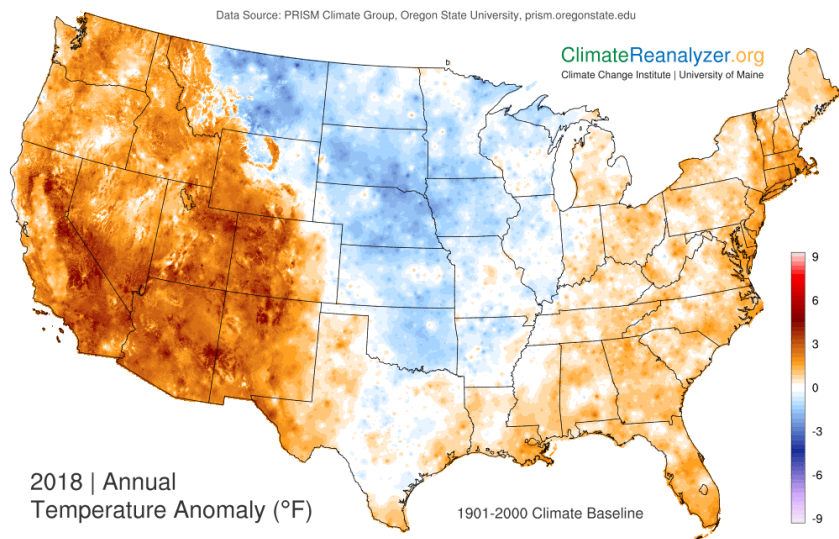 Data Source: PRISM Climate Group, Oregon State University, prism.oregonstate.edu
b
ClimateReanalyzer.org
Climate Change Institute | University of Maine
9
6
3
0
-3
-6
-9
2018 | Annual
Temperature Anomaly (°F)
1901-2000 Climate Baseline